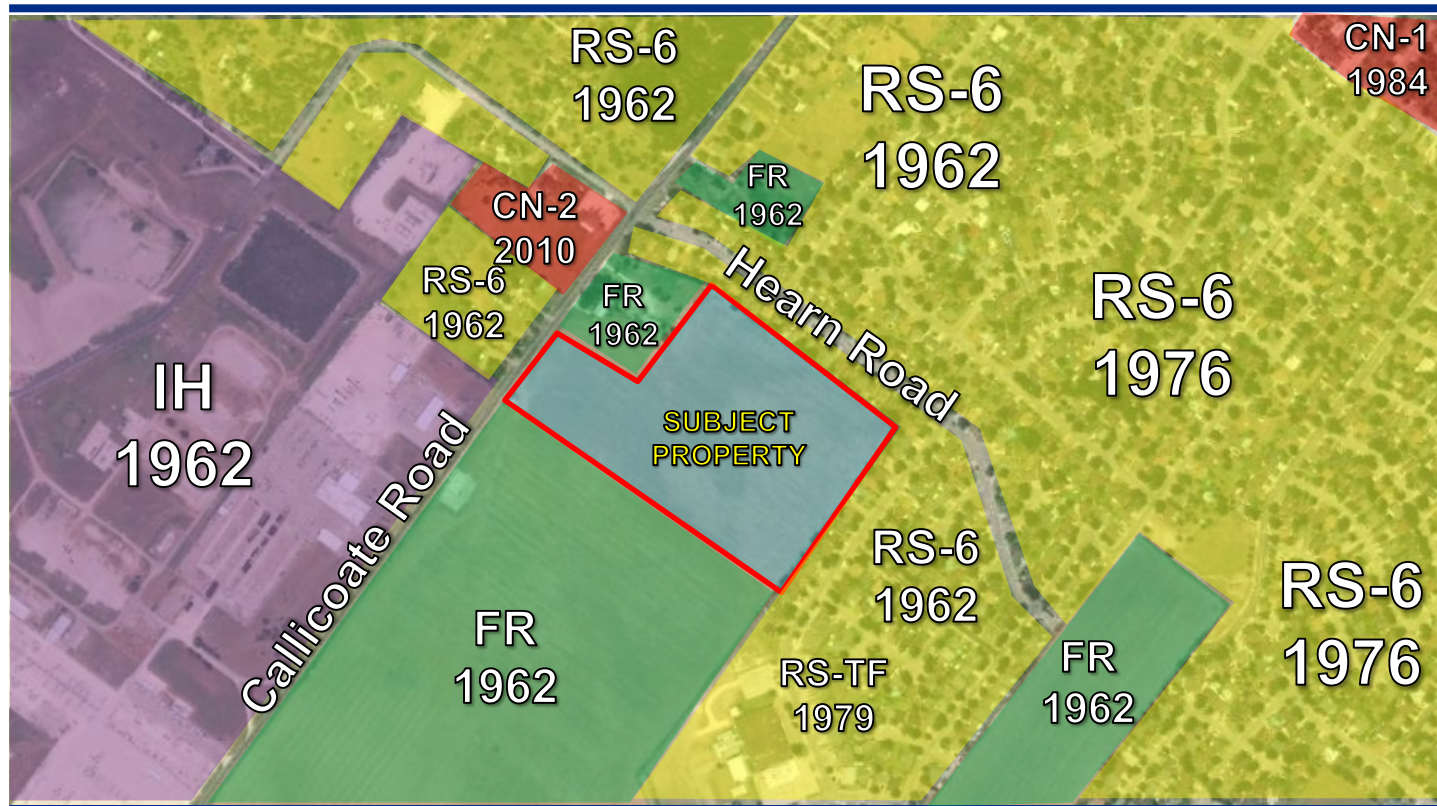 RS-6
1962
CN-1
1984
RS-6
1962
FR
1962
CN-2
2010
RS-6
1962
FR
1962
Hearn Road
RS-6
1976
IH
1962
SUBJECT
PROPERTY
Callicoate Road
RS-6
1962
RS-6
1976
FR
1962
RS-TF
1979
FR
1962